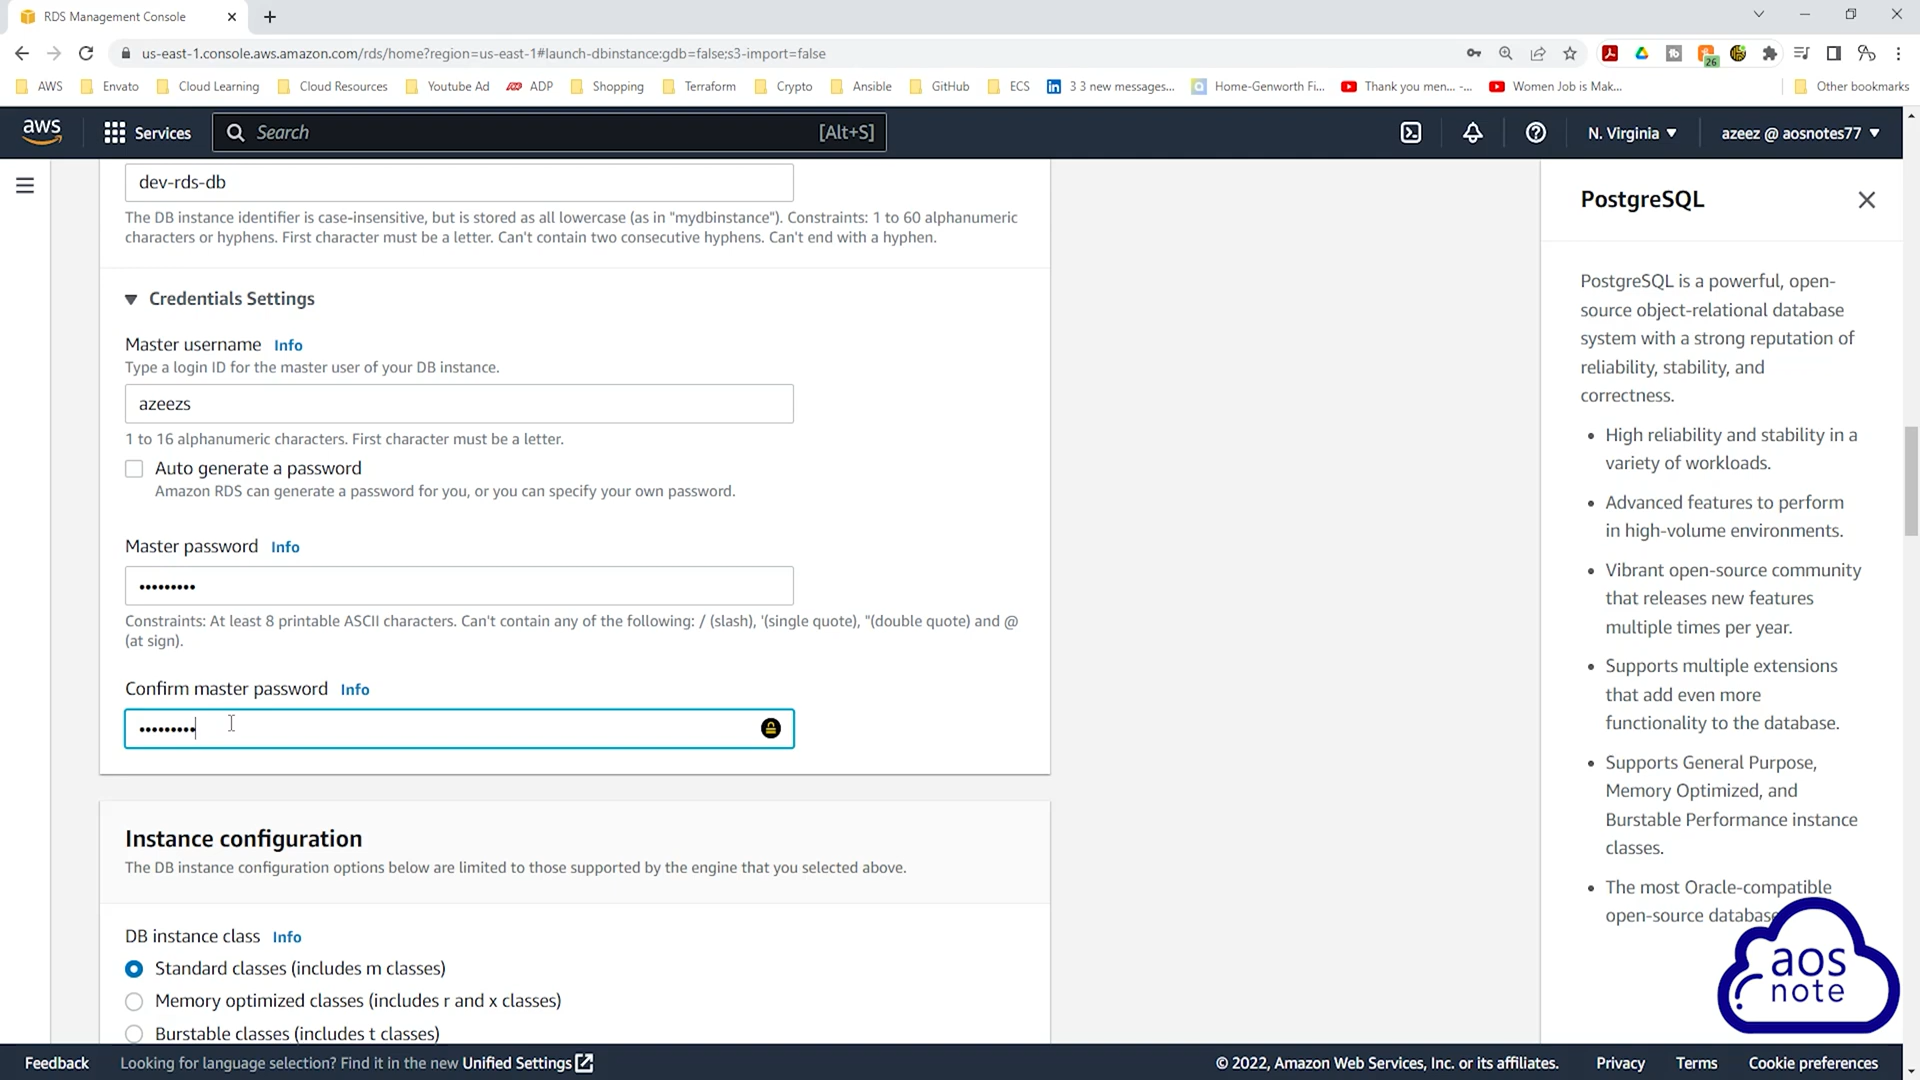 RDS Management Console
us-east-1.console.aws.amazon.com/rds/home?region=us-east-1#launch-dbinstance:gdb=false;s3-import=false
26
AWS Envato Cloud Learning Cloud Resources Youtube Ad ADP Shopping Terraform Crypto Ansible GitHub ECS 3 3 new messages... Home-Genworth Fi... Thank you men... -... Women Job is Mak... Other bookmarks
aws Services Search [Alt+S] N. Virginia azeez @ aosnotes77
dev-rds-db
The DB instance identifier is case-insensitive, but is stored as all lowercase (as in "mydbinstance"). Constraints: 1 to 60 alphanumeric
characters or hyphens. First character must be a letter. Can't contain two consecutive hyphens. Can't end with a hyphen.
Credentials Settings
Master username Info
Type a login ID for the master user of your DB instance.
azeezs
1 to 16 alphanumeric characters. First character must be a letter.
Auto generate a password
Amazon RDS can generate a password for you, or you can specify your own password.
Master password Info
•••••••••
Constraints: At least 8 printable ASCII characters. Can't contain any of the following: / (slash), '(single quote), "(double quote) and @
(at sign).
Confirm master password Info
•••••••••
Instance configuration
The DB instance configuration options below are limited to those supported by the engine that you selected above.
DB instance class Info
Standard classes (includes m classes)
Memory optimized classes (includes r and x classes)
Burstable classes (includes t classes)
PostgreSQL
PostgreSQL is a powerful, open-
source object-relational database
system with a strong reputation of
reliability, stability, and
correctness.
• High reliability and stability in a
variety of workloads.
• Advanced features to perform
in high-volume environments.
• Vibrant open-source community
that releases new features
multiple times per year.
• Supports multiple extensions
that add even more
functionality to the database.
• Supports General Purpose,
Memory Optimized, and
Burstable Performance instance
classes.
• The most Oracle-compatible
open-source database
aos
note
Feedback Looking for language selection? Find it in the new Unified Settings © 2022, Amazon Web Services, Inc. or its affiliates. Privacy Terms Cookie preferences